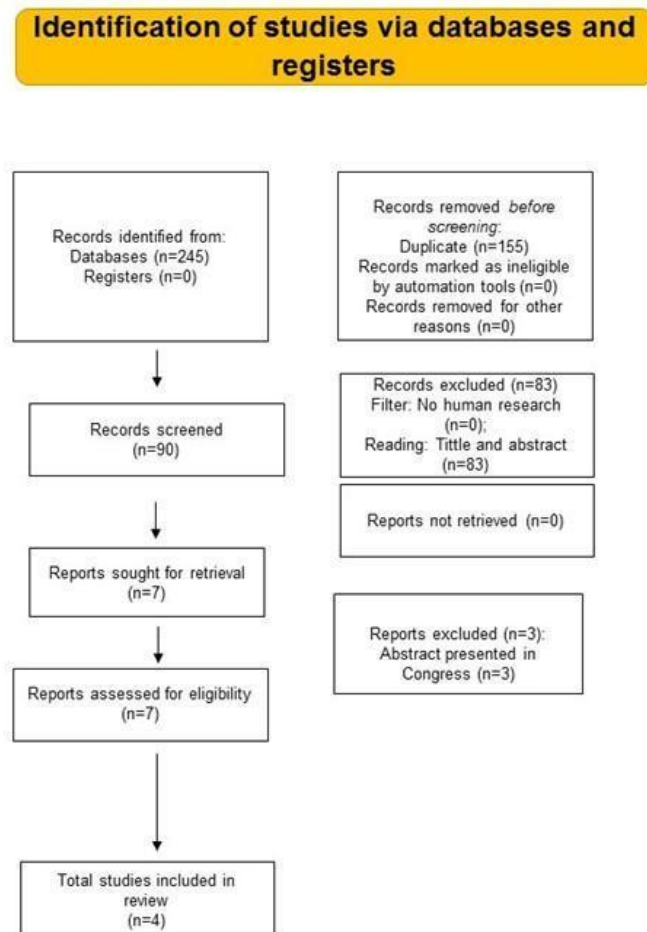 Identification of studies via databases and
registers
Records identified from:
Databases (n=245)
Registers (n=0)
Records removed before
screening:
Duplicate (n=155)
Records marked as ineligible
by automation tools (n=0)
Records removed for other
reasons (n=0)
Records screened
(n=90)
Records excluded (n=83)
Filter: No human research
(n=0);
Reading: Tittle and abstract
(n=83)
Reports not retrieved (n=0)
Reports sought for retrieval
(n=7)
Reports excluded (n=3):
Abstract presented in
Congress (n=3)
Reports assessed for eligibility
(n=7)
Total studies included in
review
(n=4)